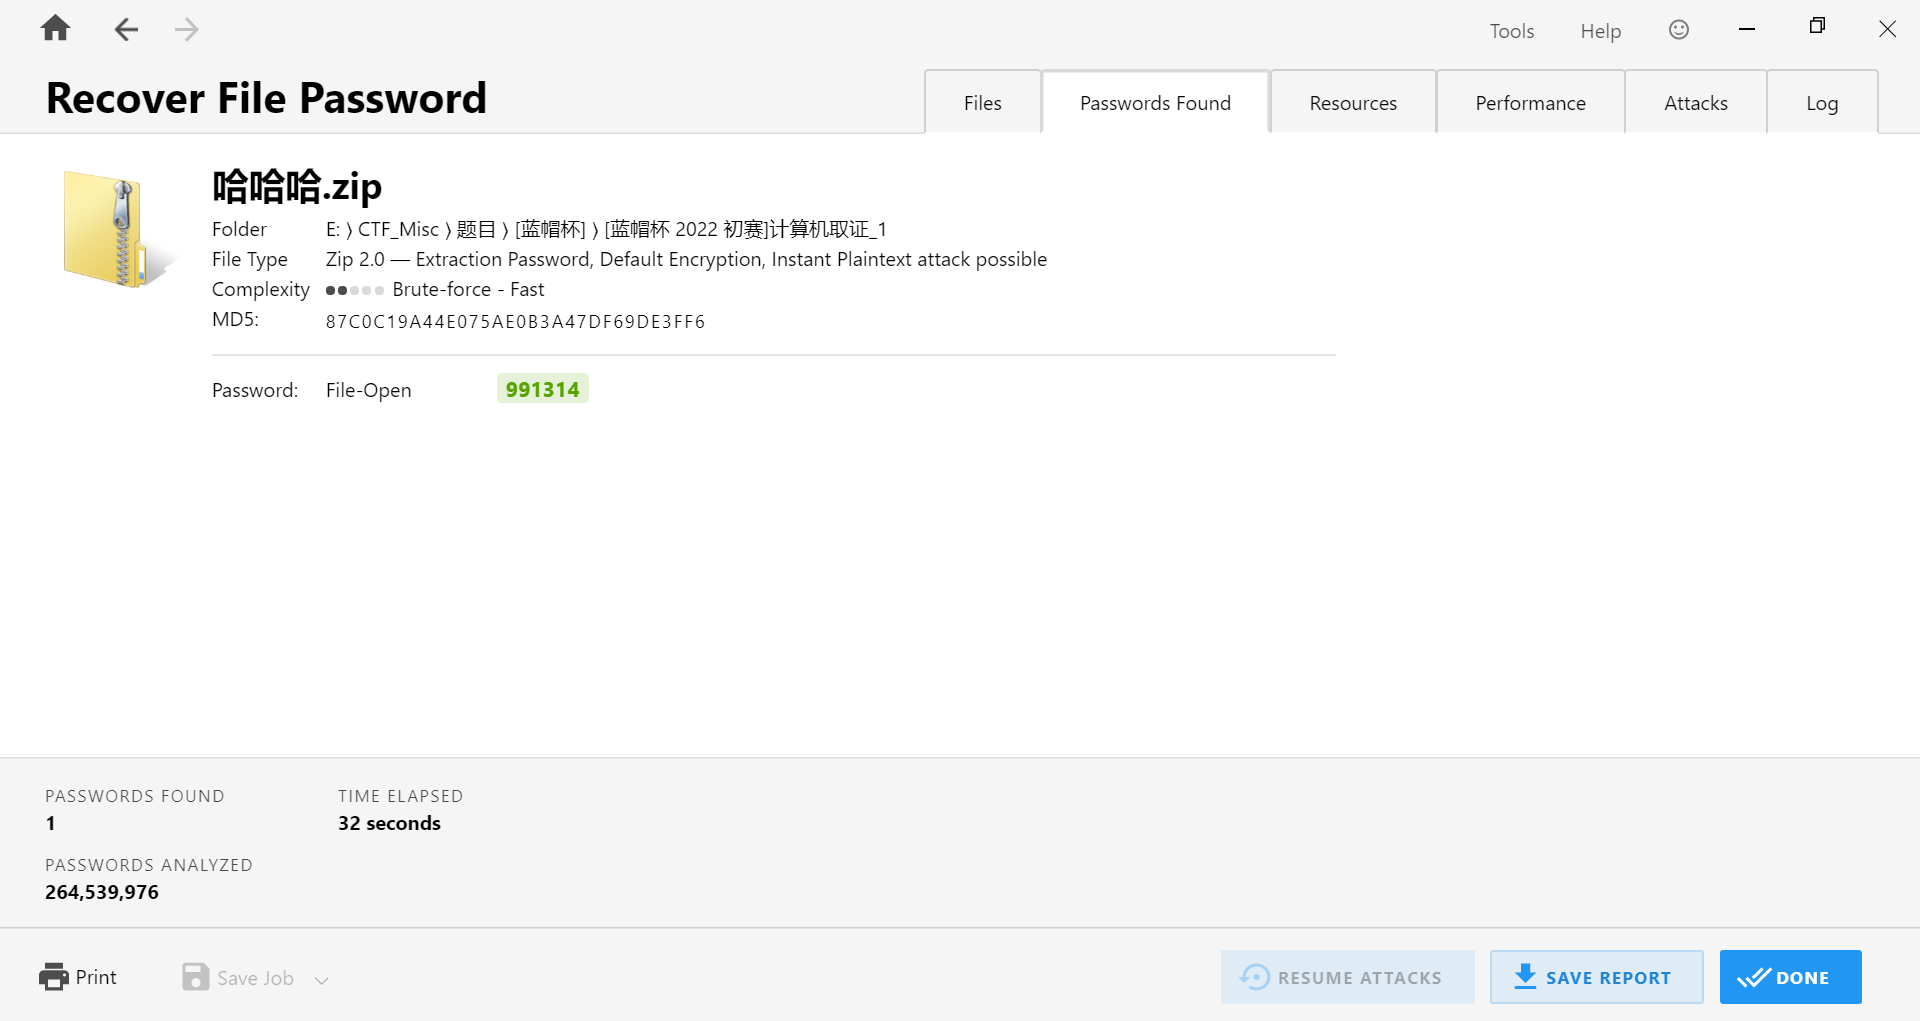 Tools Help
Recover File Password
Files Passwords Found Resources Performance Attacks Log
哈哈哈.zip
Folder E: ⟩ CTF_Misc ⟩ 题目 ⟩ [蓝帽杯] ⟩ [蓝帽杯 2022 初赛]计算机取证_1
File Type Zip 2.0 — Extraction Password, Default Encryption, Instant Plaintext attack possible
Complexity Brute-force - Fast
MD5: 87C0C19A44E075AE0B3A47DF69DE3FF6
Password: File-Open 991314
PASSWORDS FOUND TIME ELAPSED
1 32 seconds
PASSWORDS ANALYZED
264,539,976
Print Save Job RESUME ATTACKS SAVE REPORT DONE